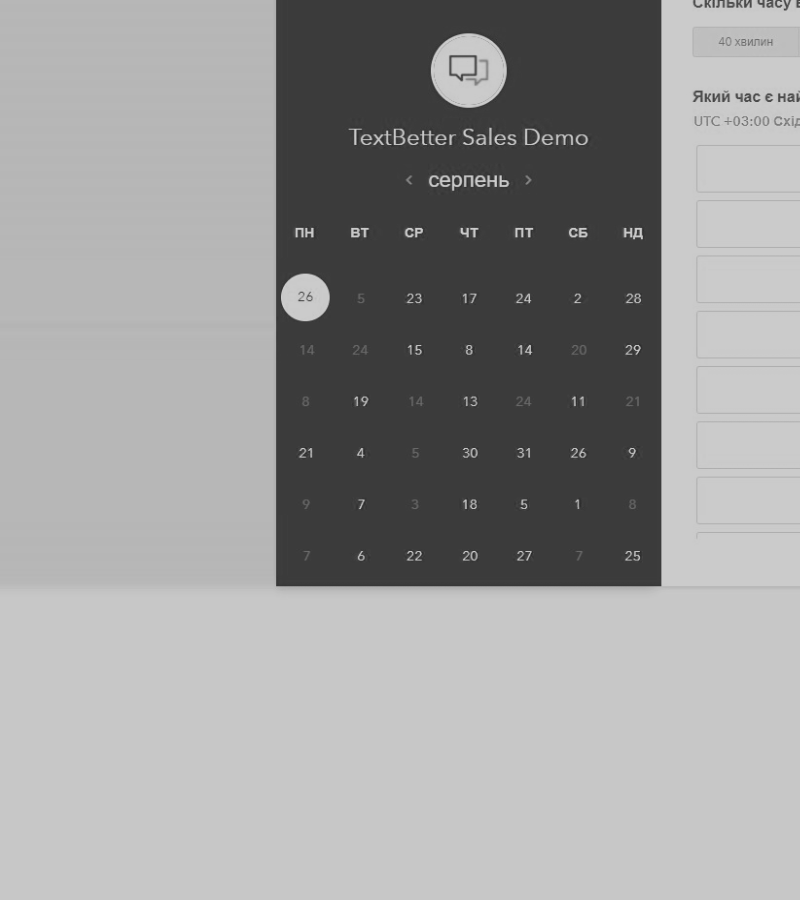 Скільки часу
40 хвилин
TextBetter Sales Demo
Який час є
UTC +03:00
серпень
ПН ВТ СР ЧТ ПТ СБ НД
26 5 23 17 24 2 28
14 24 15 8 14 20 29
8 19 14 13 24 11 21
21 4 5 30 31 26 9
9 7 3 18 5 1 8
7 6 22 20 27 7 25